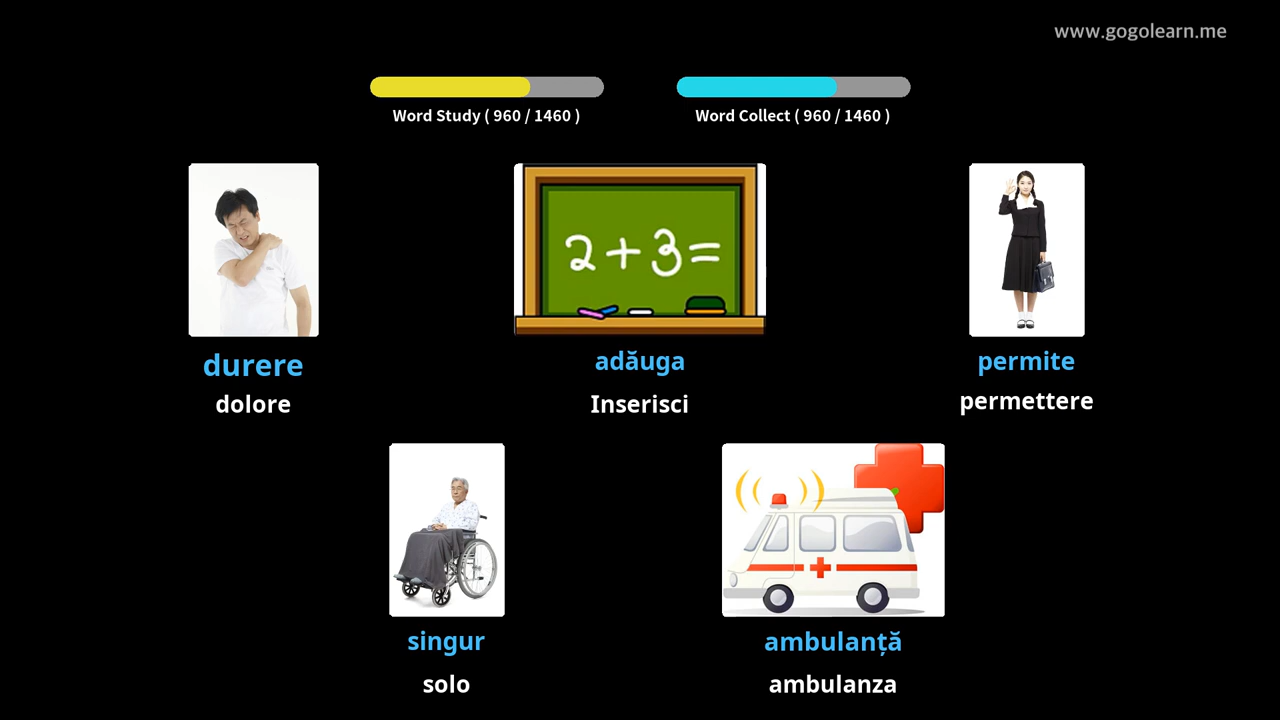 www.gogolearn.me
Word Study ( 960 / 1460 )
Word Collect ( 960 / 1460 )
2+3=
durere
dolore
adăuga
Inserisci
permite
permettere
singur
solo
ambulanță
ambulanza